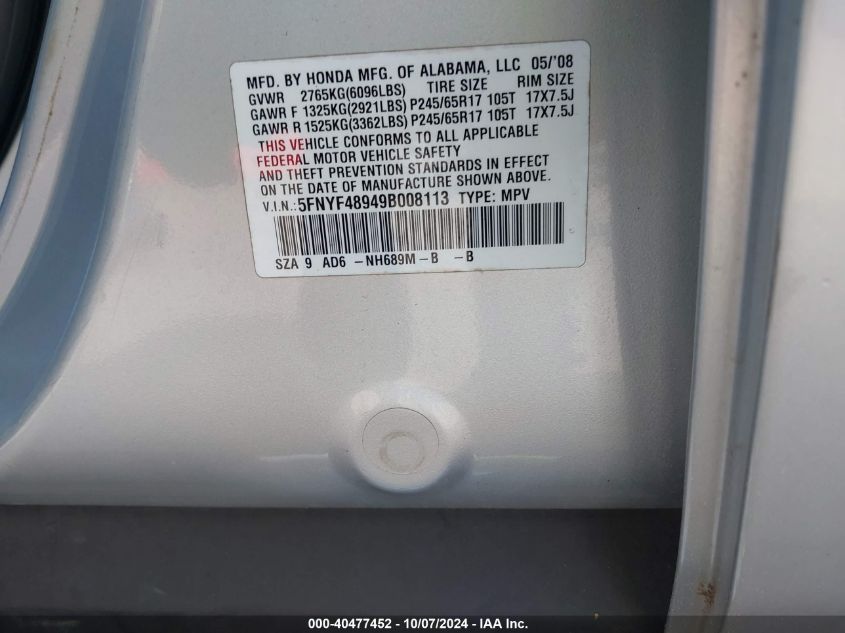 MFD. BY HONDA MFG. OF ALABAMA, LLC 05/'08
GVWR 2765KG(6096LBS) TIRE SIZE RIM SIZE
GAWR F 1325KG(2921LBS) P245/65R17 105T 17X7.5J
GAWR R 1525KG(3362LBS) P245/65R17 105T 17X7.5J
THIS VEHICLE CONFORMS TO ALL APPLICABLE
FEDERAL MOTOR VEHICLE SAFETY
AND THEFT PREVENTION STANDARDS IN EFFECT
ON THE DATE OF MANUFACTURE SHOWN ABOVE.
V.I.N.: 5FNYF48949B008113 TYPE: MPV
SZA 9 AD6 -NH689M -B -B
000-40477452 - 10/07/2024 - IAA Inc.